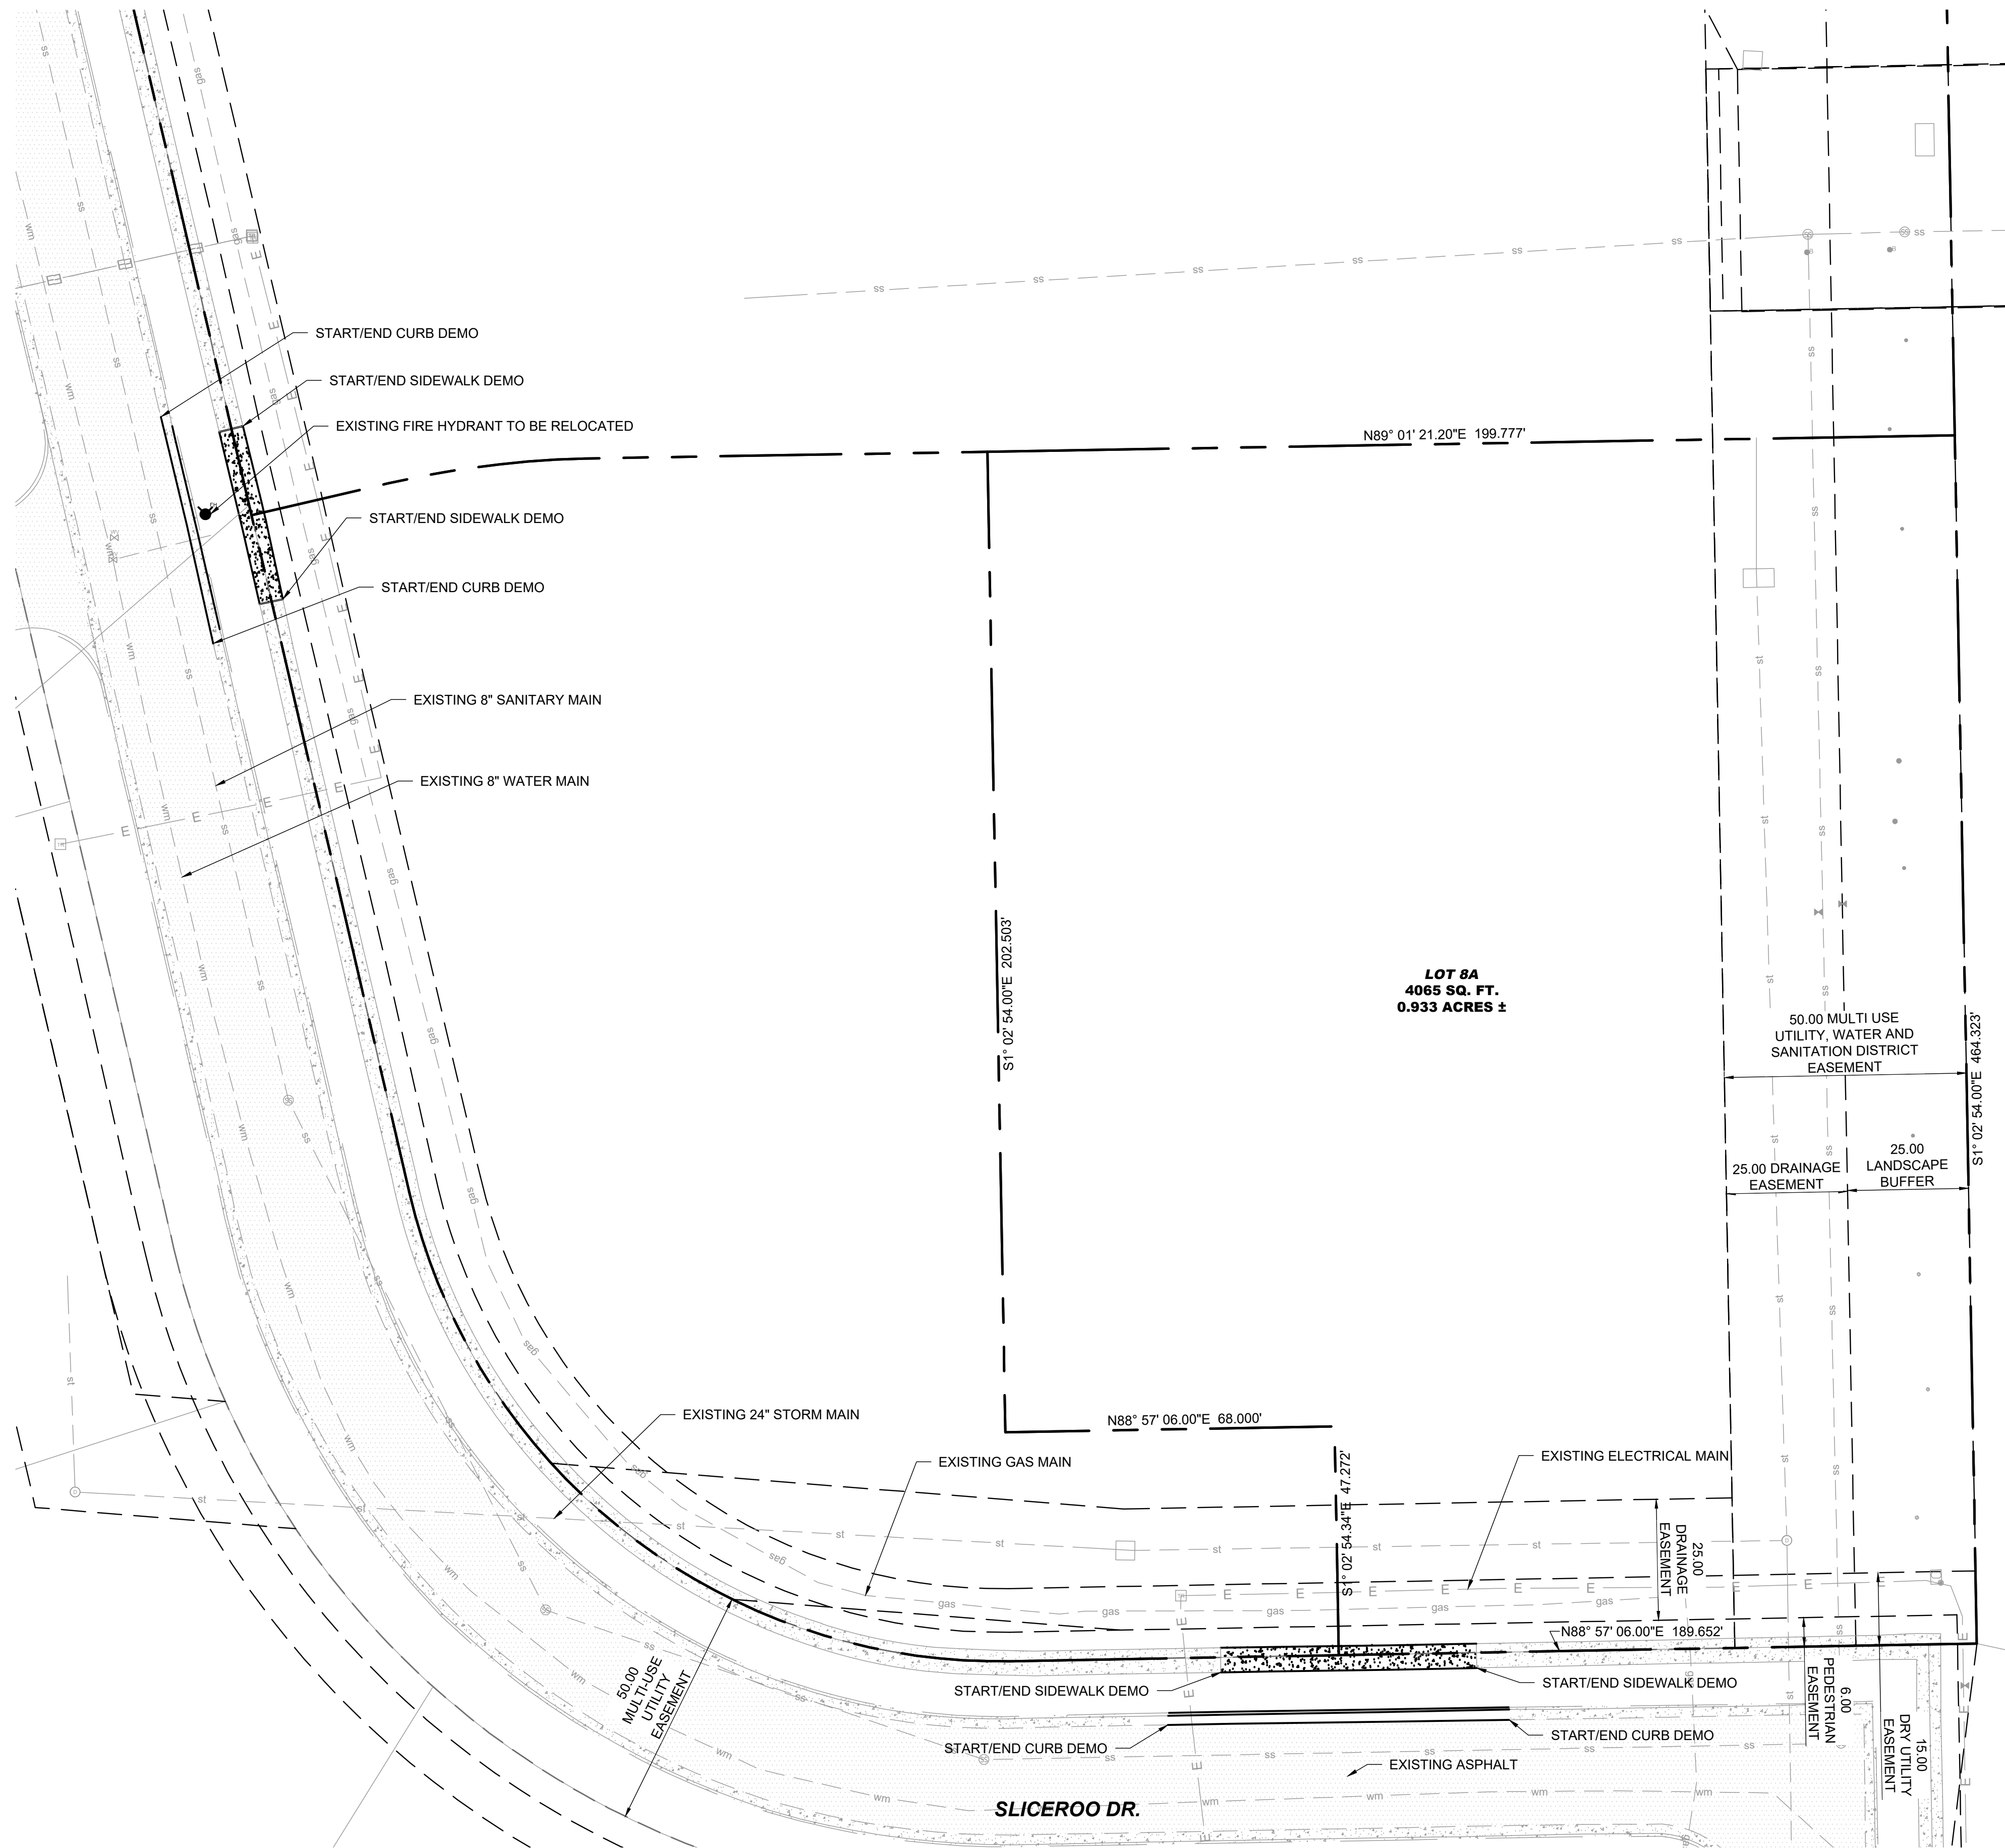 START/END CURB DEMO
START/END SIDEWALK DEMO
EXISTING FIRE HYDRANT TO BE RELOCATED
N89° 01' 21.20"E 199.777'
START/END SIDEWALK DEMO
START/END CURB DEMO
EXISTING 8" SANITARY MAIN
EXISTING 8" WATER MAIN
S1° 02' 54.00"E 202.503'
LOT 8A
4065 SQ. FT.
0.933 ACRES ±
50.00 MULTI USE
UTILITY, WATER AND
SANITATION DISTRICT
EASEMENT
S1° 02' 54.00"E 464.323'
25.00 DRAINAGE
EASEMENT
25.00
LANDSCAPE
BUFFER
EXISTING 24" STORM MAIN
N88° 57' 06.00"E 68.000'
EXISTING GAS MAIN
S1° 02' 54.34"E 47.272'
EXISTING ELECTRICAL MAIN
25.00
DRAINAGE
EASEMENT
N88° 57' 06.00"E 189.652'
50.00
MULTI-USE
UTILITY
EASEMENT
START/END SIDEWALK DEMO
START/END SIDEWALK DEMO
6.00
PEDESTRIAN
EASEMENT
15.00
DRY UTILITY
EASEMENT
START/END CURB DEMO
START/END CURB DEMO
EXISTING ASPHALT
SLICEROO DR.
ss
wm
gas
E
st